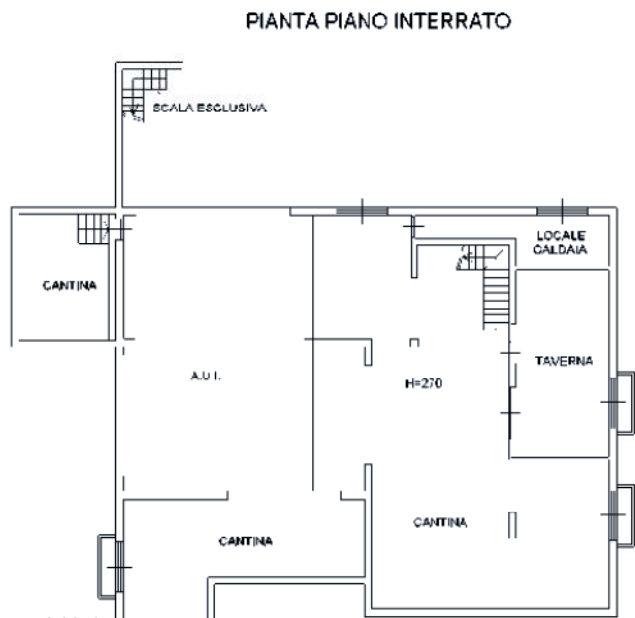 PIANTA PIANO INTERRATO
SCALA ESCLUSIVA
LOCALE
CALDAIA
CANTINA
TAVERNA
A.U.I.
H=270
CANTINA
CANTINA